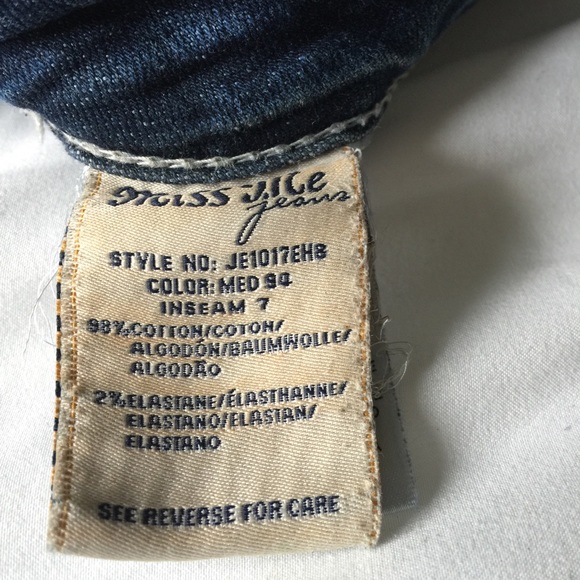 miss me
jeans
STYLE NO: JE1017EH8
COLOR: MED 94
INSEAM 7
98% COTTON/COTON/
ALGODÓN/BAUMWOLLE/
ALGODÃO
2% ELASTANE/ÉLASTHANNE/
ELASTANO/ELASTAN/
ELASTANO
SEE REVERSE FOR CARE